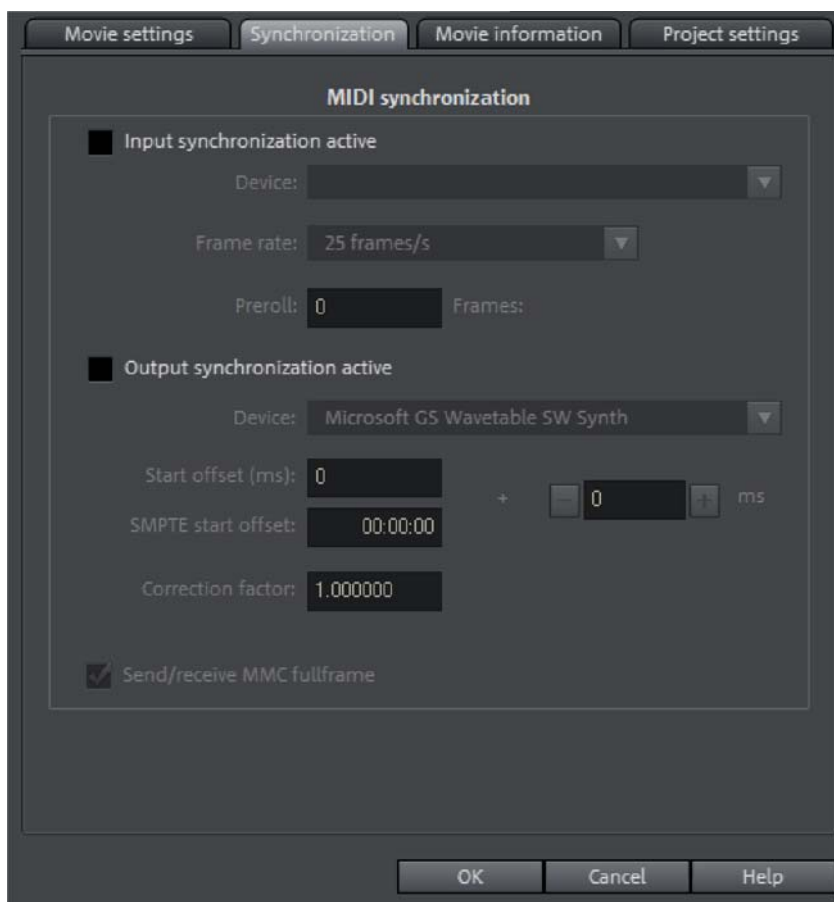 Movie settings Synchronization Movie information Project settings
MIDI synchronization
Input synchronization active
Device:
Frame rate: 25 frames/s
Preroll: 0 Frames:
Output synchronization active
Device: Microsoft GS Wavetable SW Synth
Start offset (ms): 0
+ − 0 + ms
SMPTE start offset: 00:00:00
Correction factor: 1.000000
Send/receive MMC fullframe
OK Cancel Help